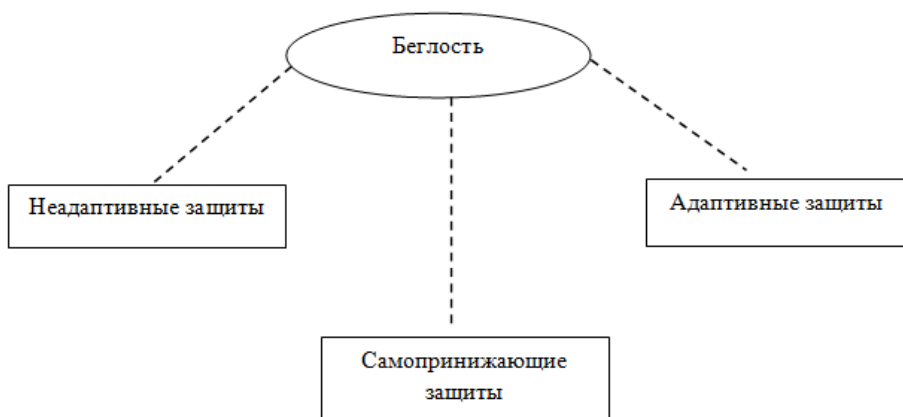 Беглость
Неадаптивные защиты
Адаптивные защиты
Самопринижающие
защиты